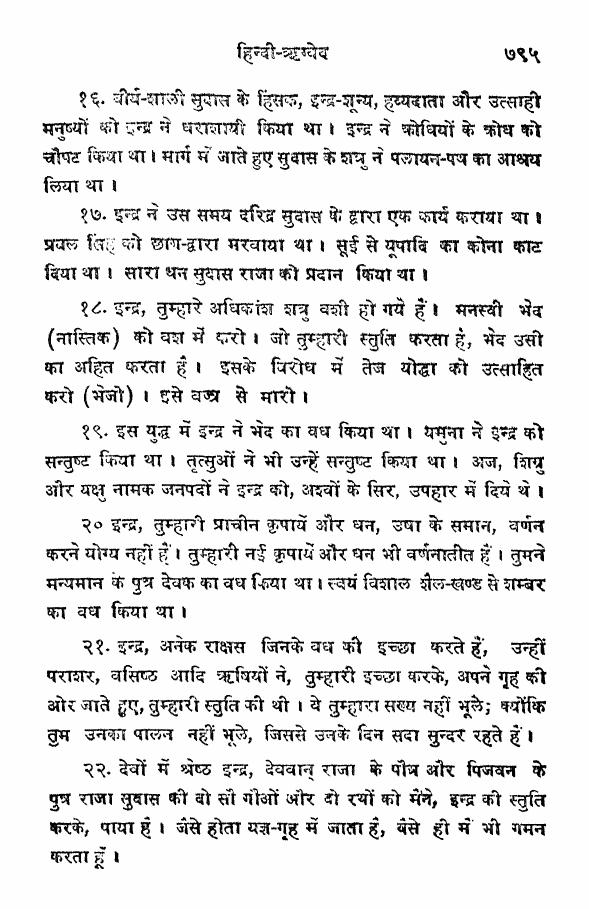 हिन्दी-ऋग्वेद ७९५
१६. वीर्य-शाली सुदास के हिंसक, इन्द्र-शून्य, हव्यदाता और उत्साही
मनुष्यों को इन्द्र ने धराशायी किया था। इन्द्र ने क्रोधियों के क्रोध को
चौपट किया था। मार्ग में जाते हुए सुदास के शत्रु ने पलायन-पथ का आश्रय
लिया था।
१७. इन्द्र ने उस समय दरिद्र सुदास के द्वारा एक कार्य कराया था।
प्रबल सिंह को छाग-द्वारा मरवाया था। सूई से यूपादि का कोना काट
दिया था। सारा धन सुदास राजा को प्रदान किया था।
१८. इन्द्र, तुम्हारे अधिकांश शत्रु वशी हो गये हैं। मनस्वी भेद
(नास्तिक) को वश में करो। जो तुम्हारी स्तुति करता है, भेद उसी
का अहित करता है। इसके विरोध में तेज योद्धा को उत्साहित
करो (भेजो)। इसे वज्र से मारो।
१९. इस युद्ध में इन्द्र ने भेद का वध किया था। यमुना ने इन्द्र को
सन्तुष्ट किया था। तृत्सुओं ने भी उन्हें सन्तुष्ट किया था। अज, शिग्रु
और यक्षु नामक जनपदों ने इन्द्र को, अश्वों के सिर, उपहार में दिये थे।
२० इन्द्र, तुम्हारी प्राचीन कृपायें और धन, उषा के समान, वर्णन
करने योग्य नहीं हैं। तुम्हारी नई कृपायें और धन भी वर्णनातीत हैं। तुमने
मन्यमान के पुत्र देवक का वध किया था। स्वयं विशाल शैल-खण्ड से शम्बर
का वध किया था।
२१. इन्द्र, अनेक राक्षस जिनके वध की इच्छा करते हैं, उन्हीं
पराशर, वसिष्ठ आदि ऋषियों ने, तुम्हारी इच्छा करके, अपने गृह की
ओर जाते हुए, तुम्हारी स्तुति की थी। ये तुम्हारा सख्य नहीं भूले; क्योंकि
तुम उनका पालन नहीं भूले, जिससे उनके दिन सदा सुन्दर रहते हैं।
२२. देवों में श्रेष्ठ इन्द्र, देववान् राजा के पौत्र और पिजवन के
पुत्र राजा सुदास की दो सौ गौओं और दो रथों को मैंने, इन्द्र की स्तुति
करके, पाया है। जैसे होता यज्ञ-गृह में जाता है, वैसे ही मैं भी गमन
करता हूँ।